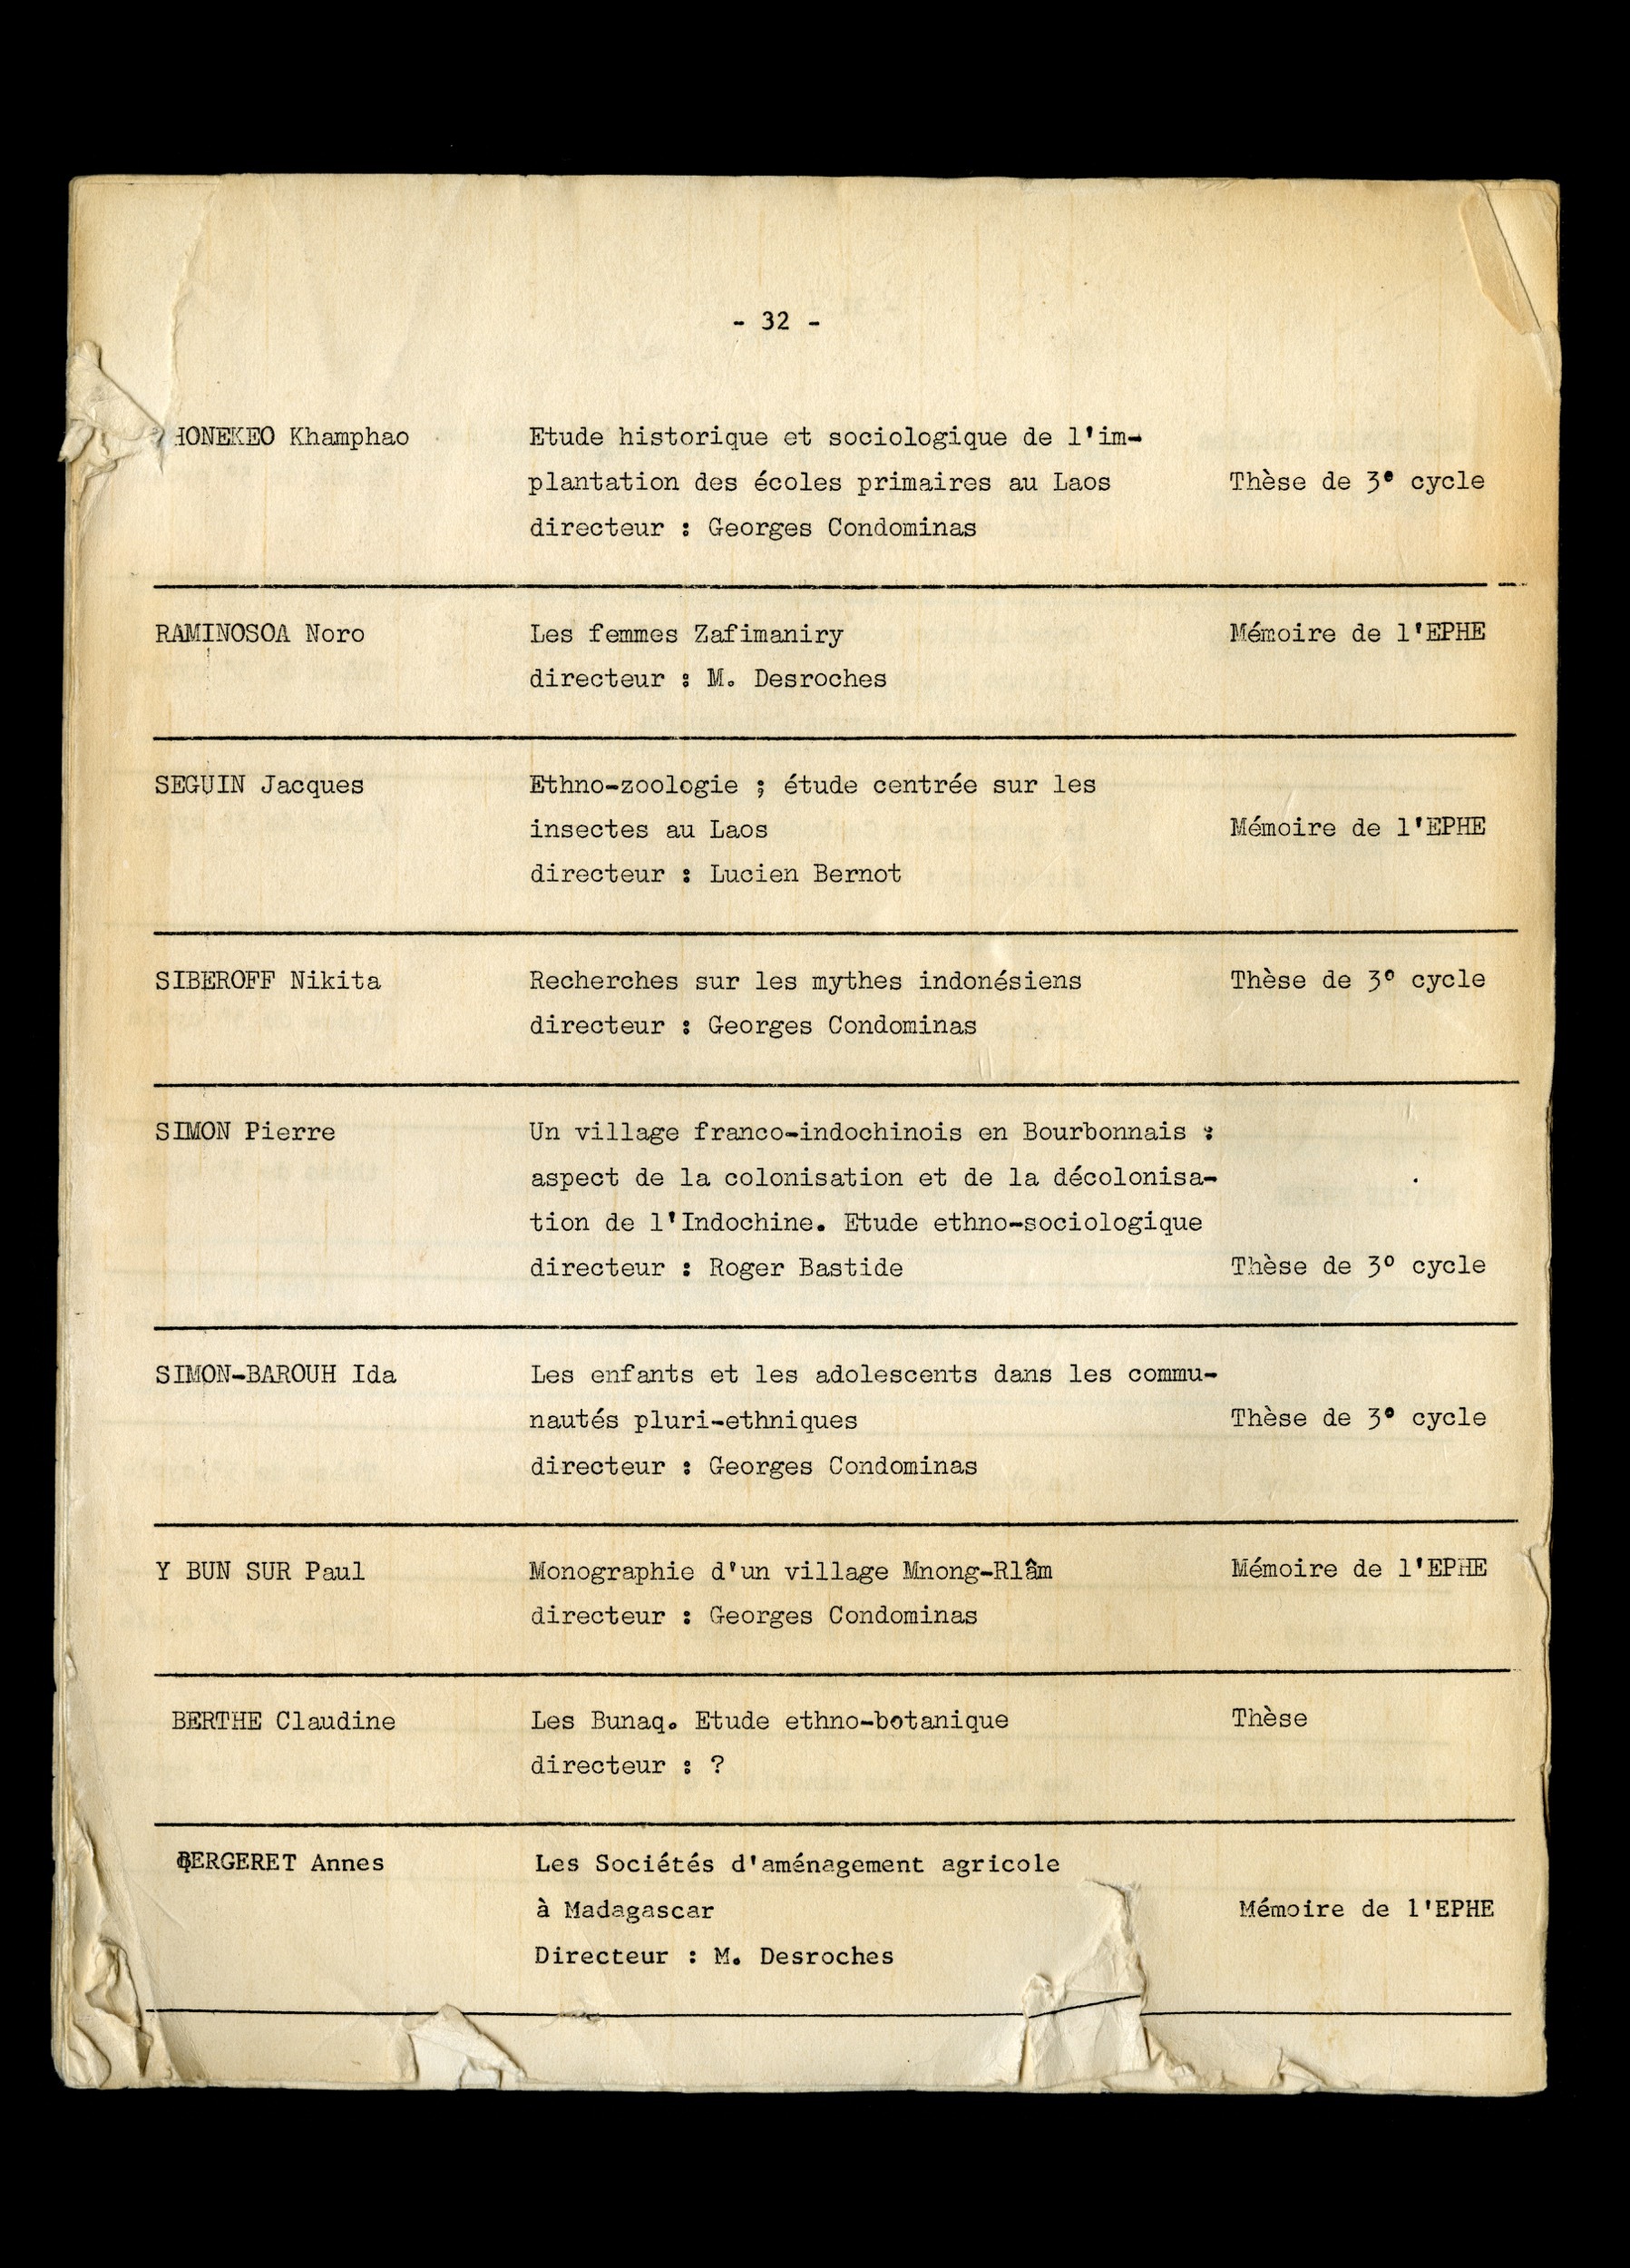 - 32 -
HONEKEO Khamphao Etude historique et sociologique de l'im-
plantation des écoles primaires au Laos Thèse de 3° cycle
directeur : Georges Condominas
RAMINOSOA Noro Les femmes Zafimaniry Mémoire de l'EPHE
directeur : M. Desroches
SEGUIN Jacques Ethno-zoologie ; étude centrée sur les
insectes au Laos Mémoire de l'EPHE
directeur : Lucien Bernot
SIBEROFF Nikita Recherches sur les mythes indonésiens Thèse de 3° cycle
directeur : Georges Condominas
SIMON Pierre Un village franco-indochinois en Bourbonnais :
aspect de la colonisation et de la décolonisa-
tion de l'Indochine. Etude ethno-sociologique
directeur : Roger Bastide Thèse de 3° cycle
SIMON-BAROUH Ida Les enfants et les adolescents dans les commu-
nautés pluri-ethniques Thèse de 3° cycle
directeur : Georges Condominas
Y BUN SUR Paul Monographie d'un village Mnong-Rlâm Mémoire de l'EPHE
directeur : Georges Condominas
BERTHE Claudine Les Bunaq. Etude ethno-botanique Thèse
directeur : ?
BERGERET Annes Les Sociétés d'aménagement agricole
à Madagascar Mémoire de l'EPHE
Directeur : M. Desroches